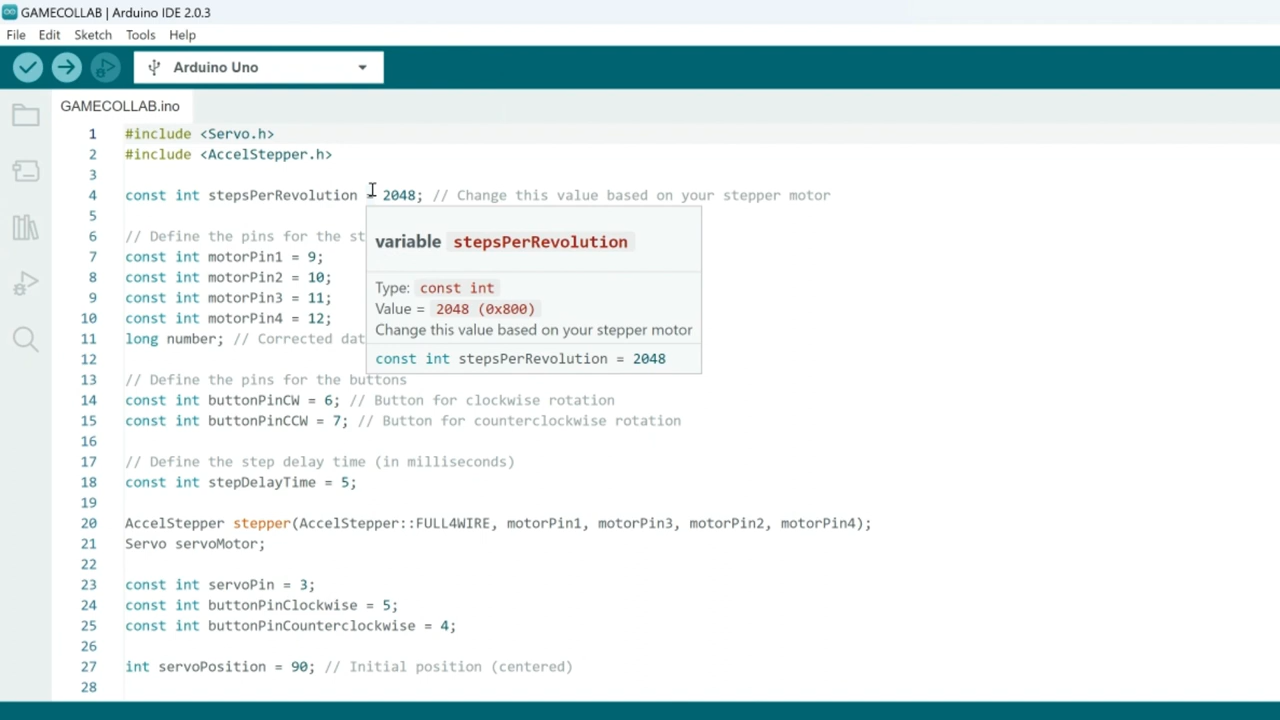 GAMECOLLAB | Arduino IDE 2.0.3
File Edit Sketch Tools Help
Arduino Uno
GAMECOLLAB.ino
1 #include <Servo.h>
2 #include <AccelStepper.h>
3
4 const int stepsPerRevolution = 2048; // Change this value based on your stepper motor
5
6 // Define the pins for the st
7 const int motorPin1 = 9;
8 const int motorPin2 = 10;
9 const int motorPin3 = 11;
10 const int motorPin4 = 12;
11 long number; // Corrected dat
12
13 // Define the pins for the buttons
14 const int buttonPinCW = 6; // Button for clockwise rotation
15 const int buttonPinCCW = 7; // Button for counterclockwise rotation
16
17 // Define the step delay time (in milliseconds)
18 const int stepDelayTime = 5;
19
20 AccelStepper stepper(AccelStepper::FULL4WIRE, motorPin1, motorPin3, motorPin2, motorPin4);
21 Servo servoMotor;
22
23 const int servoPin = 3;
24 const int buttonPinClockwise = 5;
25 const int buttonPinCounterclockwise = 4;
26
27 int servoPosition = 90; // Initial position (centered)
28
variable stepsPerRevolution
Type: const int
Value = 2048 (0x800)
Change this value based on your stepper motor
const int stepsPerRevolution = 2048